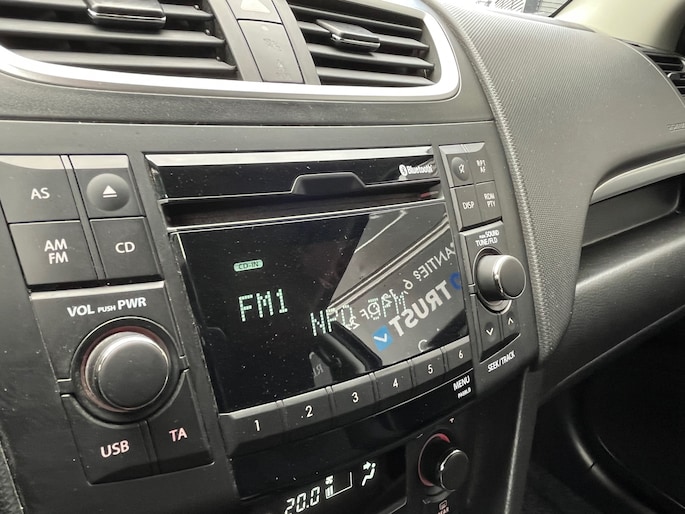 Bluetooth
AS
AM
FM
CD
RPT
AF
DISP
RDM
PTY
PUSH SOUND
TUNE/FLD
CD-IN
FM1
VOL PUSH PWR
TRUST
1
2
3
4
5
6
MENU
SEEK/TRACK
USB
TA
20.0